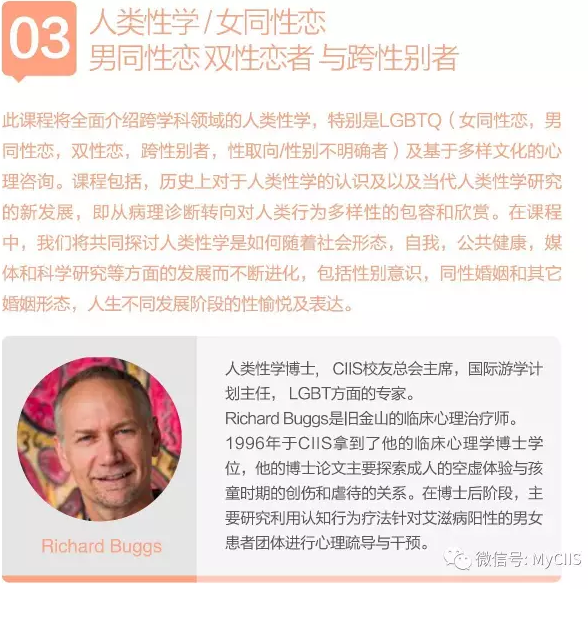 03
人类性学 / 女同性恋
男同性恋 双性恋者 与跨性别者
此课程将全面介绍跨学科领域的人类性学，特别是LGBTQ（女同性恋，男
同性恋，双性恋，跨性别者，性取向/性别不明确者）及基于多样文化的心
理咨询。课程包括，历史上对于人类性学的认识及以及当代人类性学研究
的新发展，即从病理诊断转向对人类行为多样性的包容和欣赏。在课程
中，我们将共同探讨人类性学是如何随着社会形态，自我，公共健康，媒
体和科学研究等方面的发展而不断进化，包括性别意识，同性婚姻和其它
婚姻形态，人生不同发展阶段的性愉悦及表达。
人类性学博士， CIIS校友总会主席，国际游学计
划主任， LGBT方面的专家。
Richard Buggs是旧金山的临床心理治疗师。
1996年于CIIS拿到了他的临床心理学博士学
位，他的博士论文主要探索成人的空虚体验与孩
童时期的创伤和虐待的关系。在博士后阶段，主
要研究利用认知行为疗法针对艾滋病阳性的男女
患者团体进行心理疏导与干预。
Richard Buggs
微信号: MyCIIS